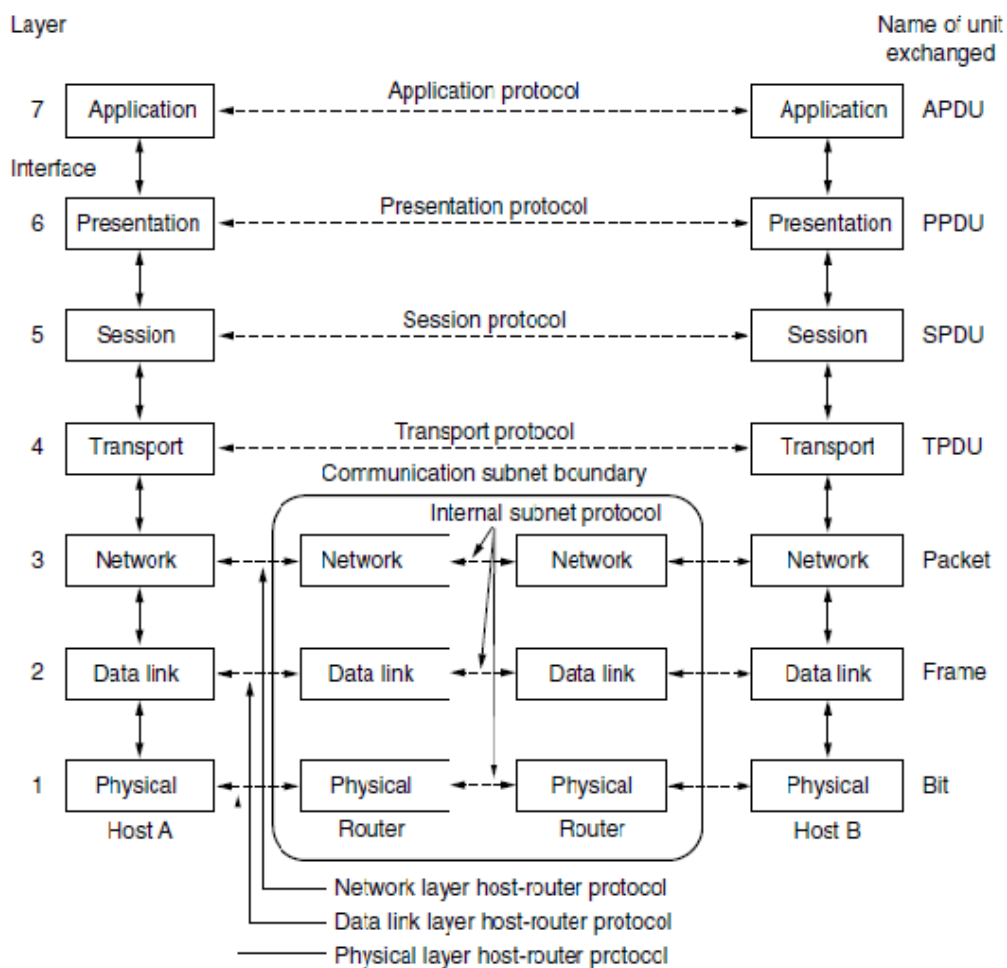 Layer
Name of unit
exchanged
Application protocol
7 Application Application APDU
Interface
Presentation protocol
6 Presentation Presentation PPDU
Session protocol
5 Session Session SPDU
Transport protocol
4 Transport Transport TPDU
Communication subnet boundary
Internal subnet protocol
3 Network Network Network Network Packet
2 Data link Data link Data link Data link Frame
1 Physical Physical Physical Physical Bit
Host A Router Router Host B
Network layer host-router protocol
Data link layer host-router protocol
Physical layer host-router protocol